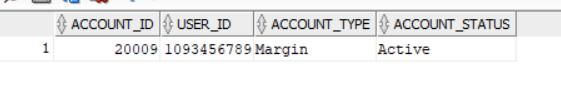 ACCOUNT_ID USER_ID ACCOUNT_TYPE ACCOUNT_STATUS
1 20009 1093456789 Margin Active